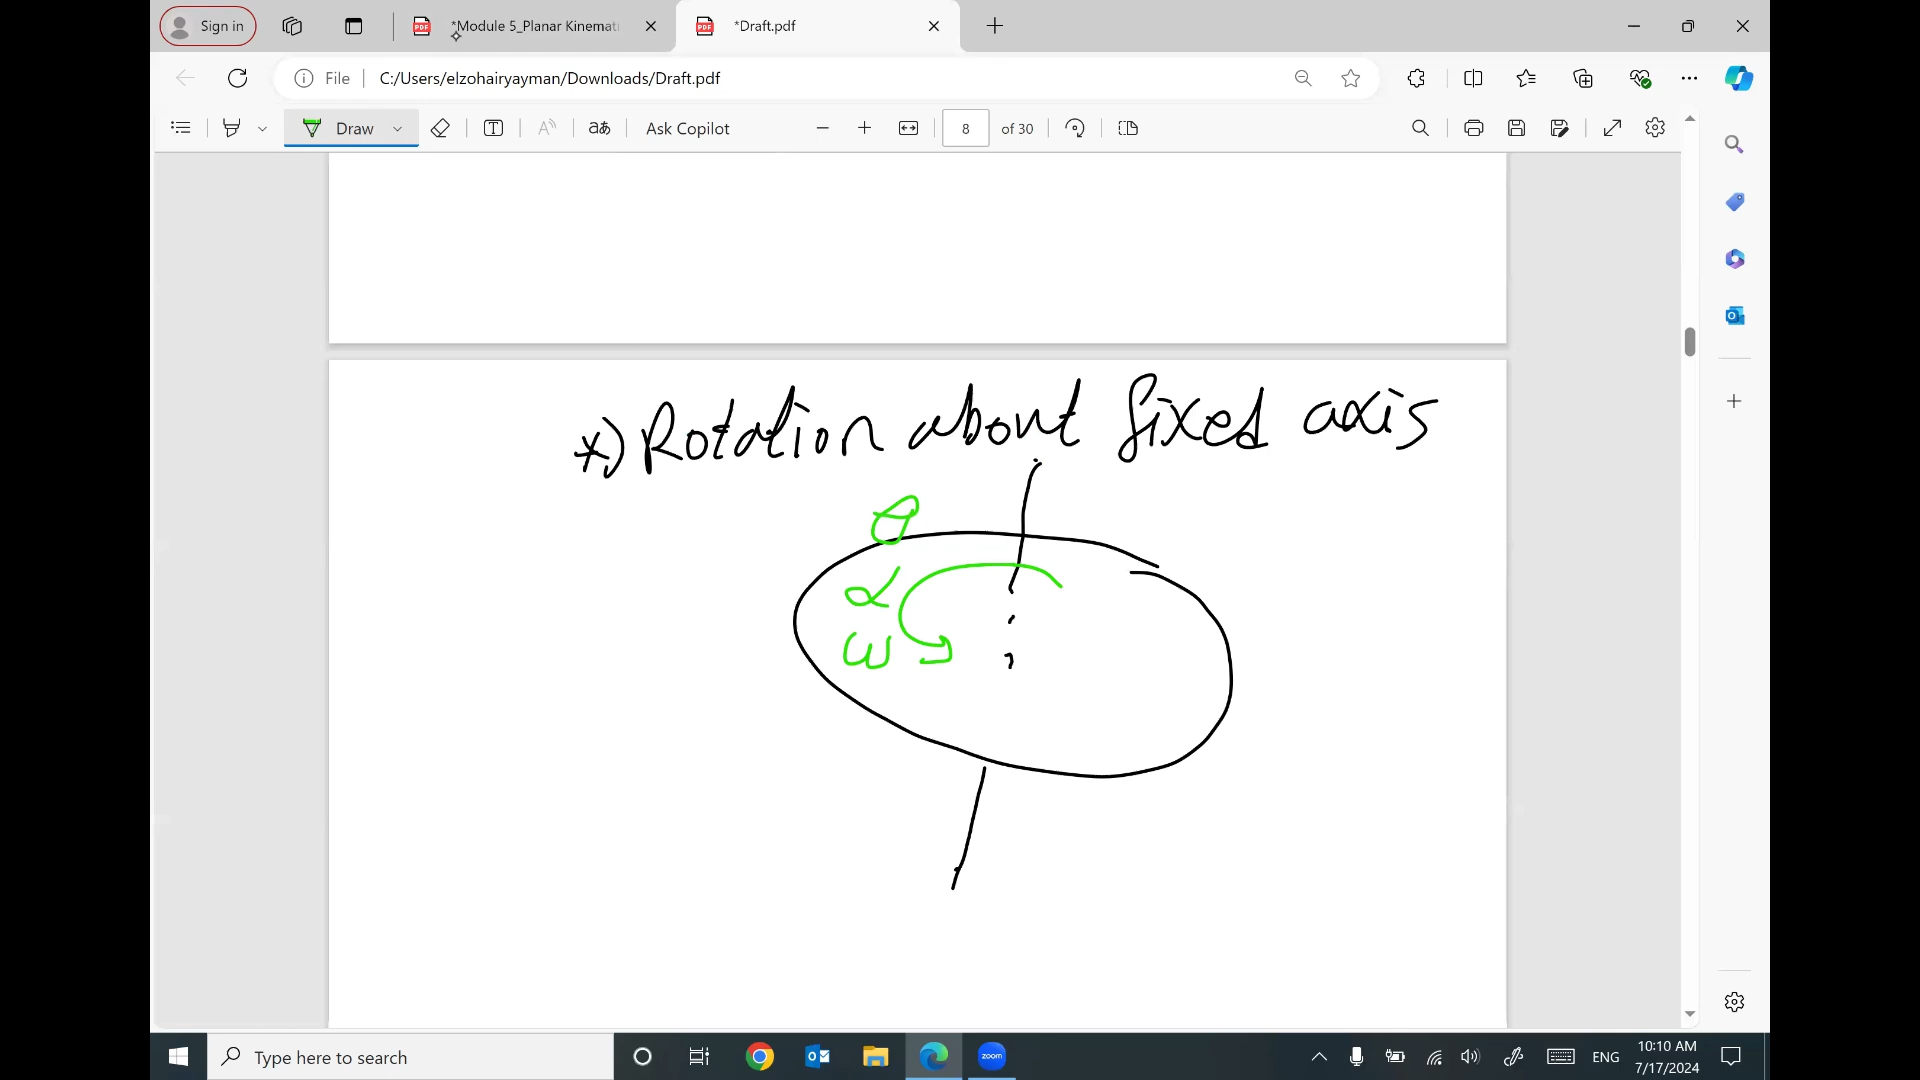 Sign in
*Module 5_Planar Kinemat
*Draft.pdf
File
C:/Users/elzohairyayman/Downloads/Draft.pdf
Draw
Ask Copilot
8 of 30
*) Rotation about fixed axis
θ
α
ω
Type here to search
zoom
ENG
10:10 AM
7/17/2024